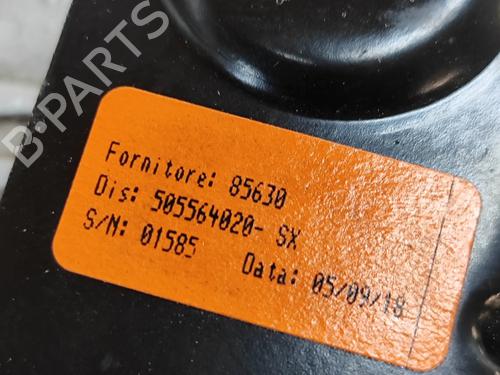 B-PARTS
Fornitore: 85630
Dis: 505564020- SX
S/N: 01585 Data: 05/09/18